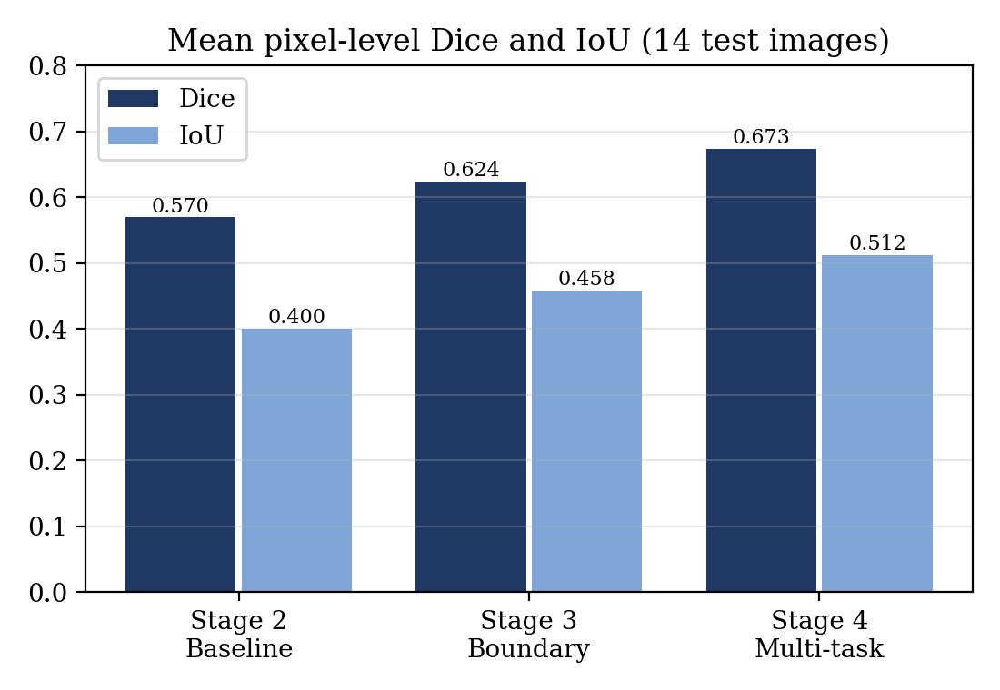 Mean pixel-level Dice and IoU (14 test images)
0.8
0.7
0.6
0.5
0.4
0.3
0.2
0.1
0.0
Dice
IoU
0.570
0.400
0.624
0.458
0.673
0.512
Stage 2
Baseline
Stage 3
Boundary
Stage 4
Multi-task